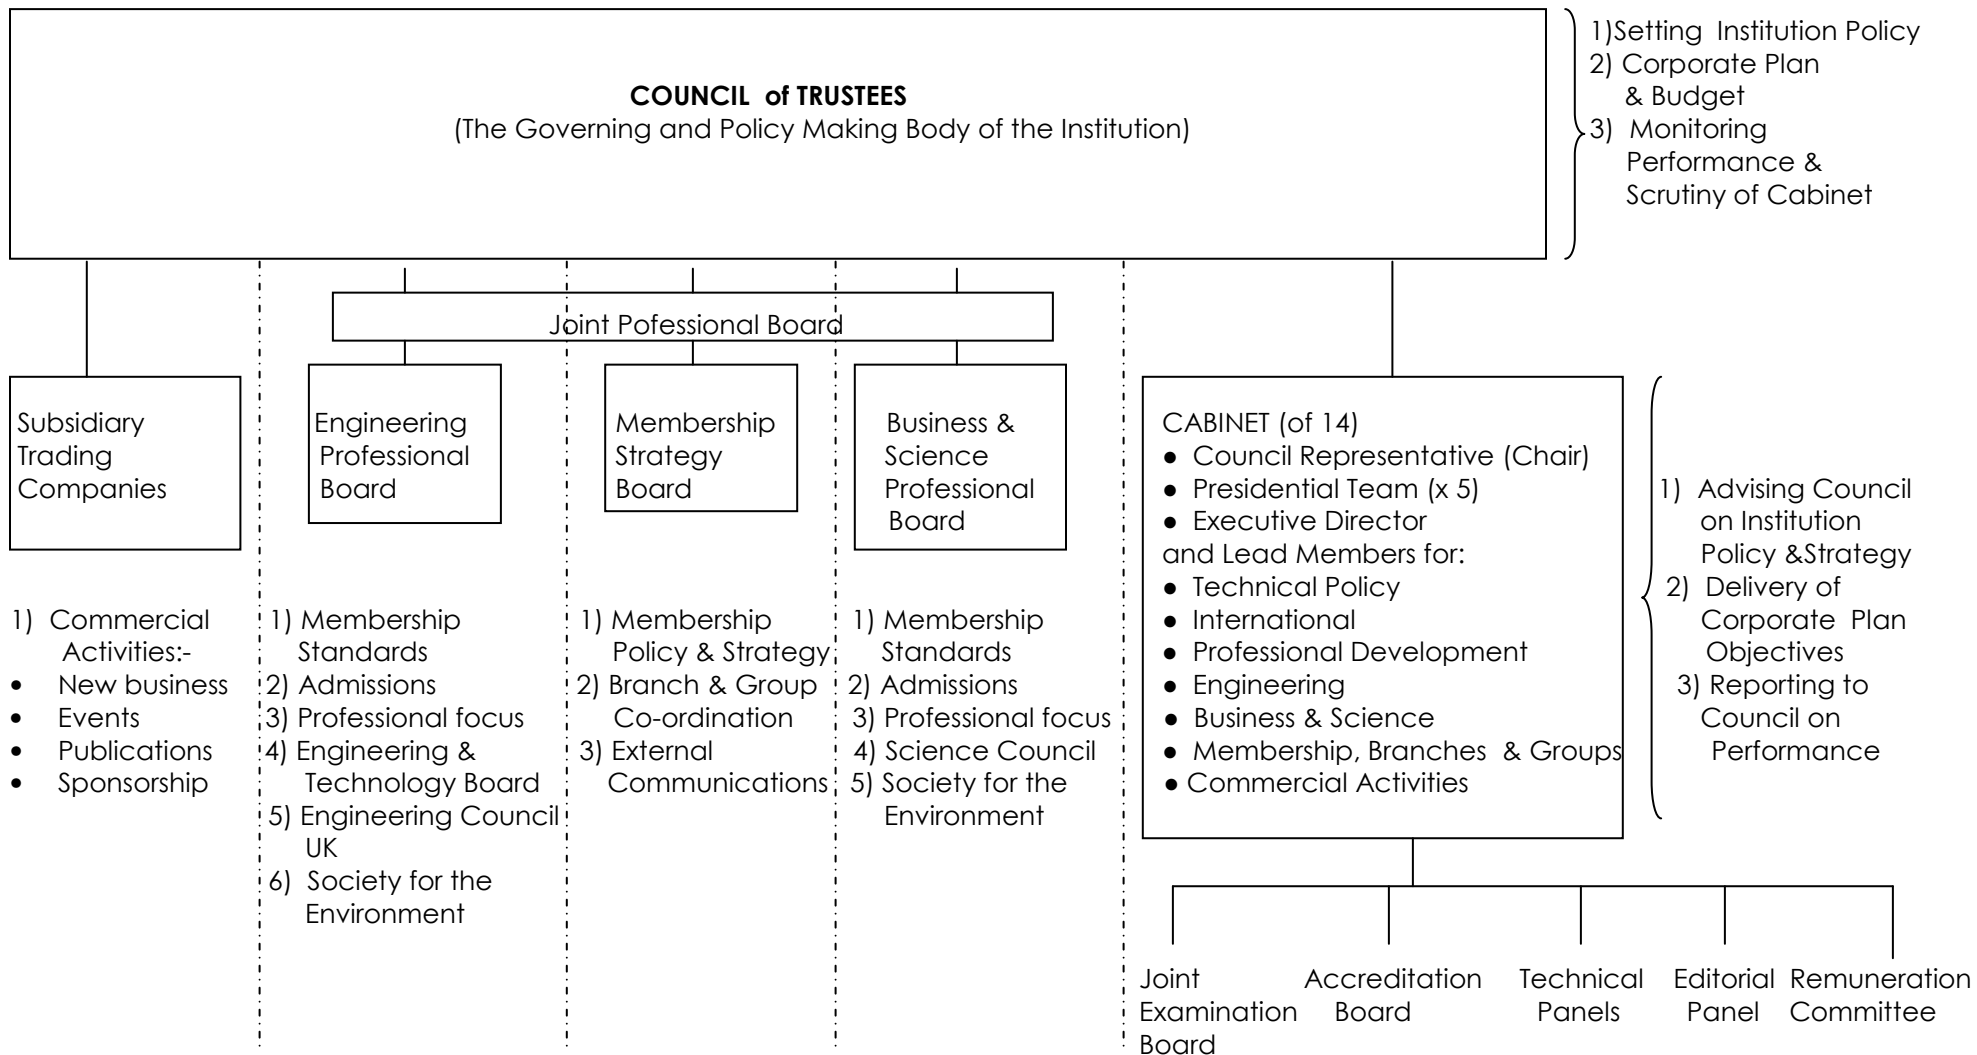 COUNCIL of TRUSTEES
(The Governing and Policy Making Body of the Institution)
1)Setting Institution Policy
2) Corporate Plan
& Budget
3) Monitoring
Performance &
Scrutiny of Cabinet
Joint Pofessional Board
Subsidiary
Trading
Companies
1) Commercial
Activities:-
• New business
• Events
• Publications
• Sponsorship
Engineering
Professional
Board
1) Membership
Standards
2) Admissions
3) Professional focus
4) Engineering &
Technology Board
5) Engineering Council
UK
6) Society for the
Environment
Membership
Strategy
Board
1) Membership
Policy & Strategy
2) Branch & Group
Co-ordination
3) External
Communications
Business &
Science
Professional
Board
1) Membership
Standards
2) Admissions
3) Professional focus
4) Science Council
5) Society for the
Environment
CABINET (of 14)
● Council Representative (Chair)
● Presidential Team (x 5)
● Executive Director
and Lead Members for:
● Technical Policy
● International
● Professional Development
● Engineering
● Business & Science
● Membership, Branches & Groups
● Commercial Activities
1) Advising Council
on Institution
Policy &Strategy
2) Delivery of
Corporate Plan
Objectives
3) Reporting to
Council on
Performance
Joint
Examination
Board
Accreditation
Board
Technical
Panels
Editorial
Panel
Remuneration
Committee